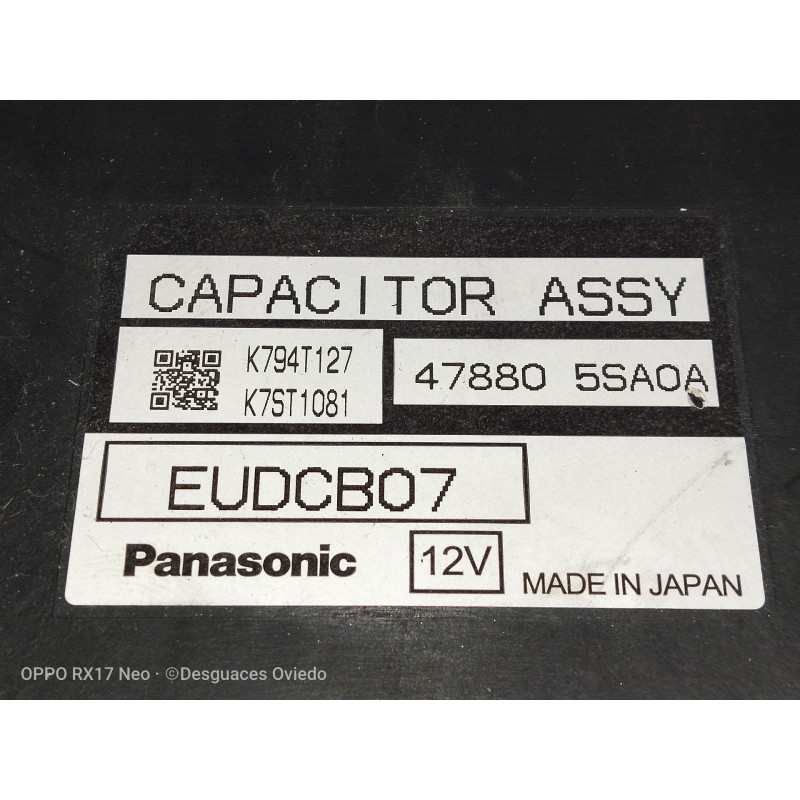 CAPACITOR ASSY
K794T127
K7ST1081
47880 5SA0A
EUDCB07
Panasonic
12V
MADE IN JAPAN
OPPO RX17 Neo · ©Desguaces Oviedo